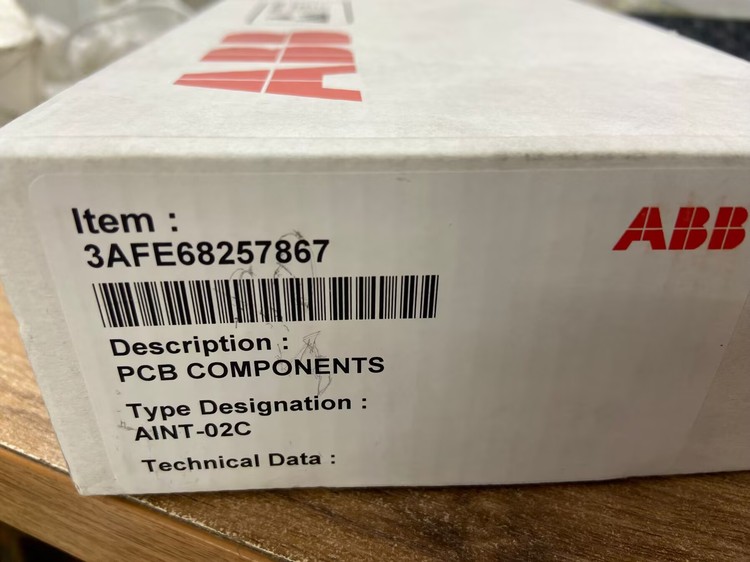 ABB
Item :
3AFE68257867
ABB
Description :
PCB COMPONENTS
Type Designation :
AINT-02C
Technical Data :